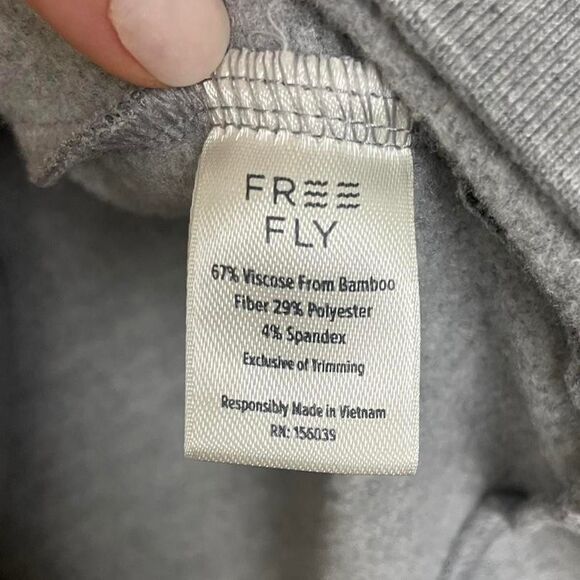 FREE
FLY
67% Viscose From Bamboo
Fiber 29% Polyester
4% Spandex
Exclusive of Trimming
Responsibly Made in Vietnam
RN: 156039